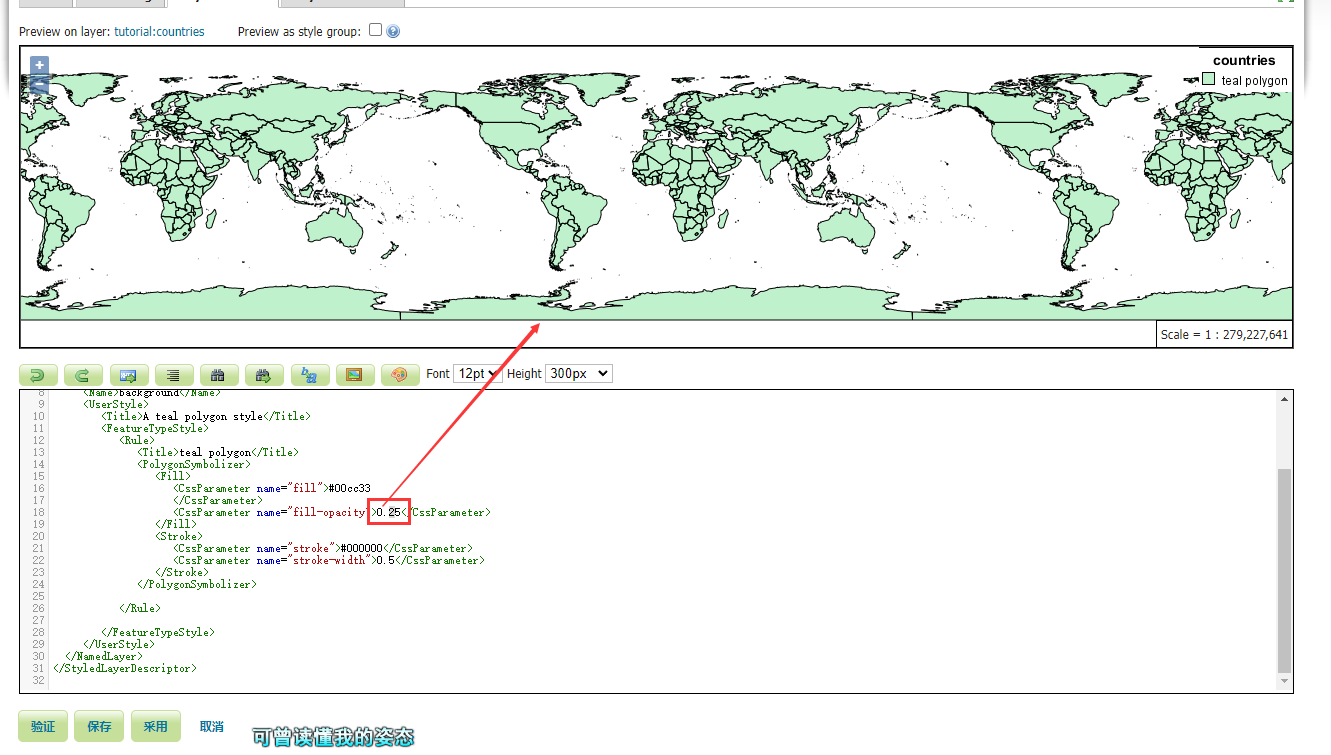 Preview on layer: tutorial:countries Preview as style group:
+
countries
teal polygon
Scale = 1 : 279,227,641
Font 12pt Height 300px
8 <Name>background</Name>
9 <UserStyle>
10 <Title>A teal polygon style</Title>
11 <FeatureTypeStyle>
12 <Rule>
13 <Title>teal polygon</Title>
14 <PolygonSymbolizer>
15 <Fill>
16 <CssParameter name="fill">#00cc33
17 </CssParameter>
18 <CssParameter name="fill-opacity">0.25</CssParameter>
19 </Fill>
20 <Stroke>
21 <CssParameter name="stroke">#000000</CssParameter>
22 <CssParameter name="stroke-width">0.5</CssParameter>
23 </Stroke>
24 </PolygonSymbolizer>
25
26 </Rule>
27
28 </FeatureTypeStyle>
29 </UserStyle>
30 </NamedLayer>
31 </StyledLayerDescriptor>
32
验证 保存 采用 取消
可曾读懂我的姿态